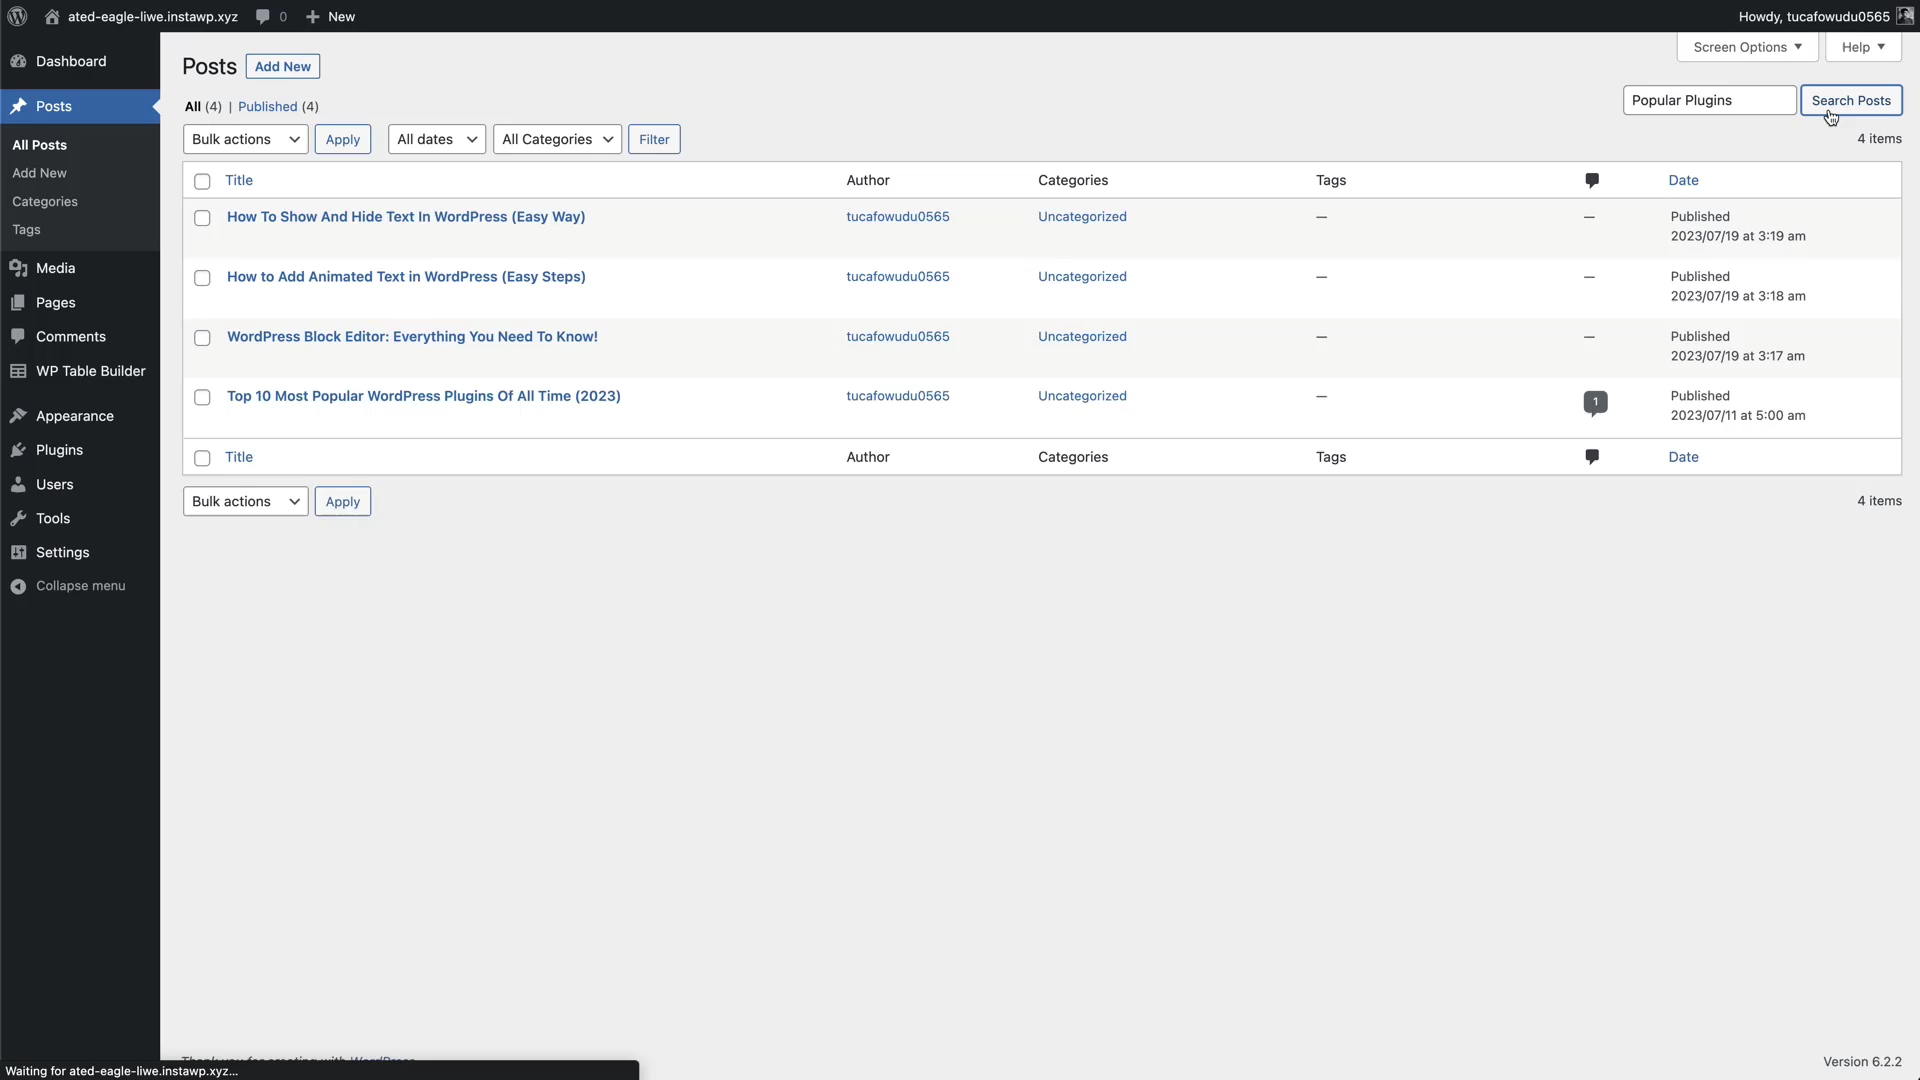 ated-eagle-liwe.instawp.xyz 0 New Howdy, tucafowudu0565
Dashboard
Posts
All Posts
Add New
Categories
Tags
Media
Pages
Comments
WP Table Builder
Appearance
Plugins
Users
Tools
Settings
Collapse menu
Screen Options Help
Posts Add New
All (4) | Published (4)
Popular Plugins Search Posts
Bulk actions Apply All dates All Categories Filter 4 items
Title Author Categories Tags Date
How To Show And Hide Text In WordPress (Easy Way) tucafowudu0565 Uncategorized — — Published
2023/07/19 at 3:19 am
How to Add Animated Text in WordPress (Easy Steps) tucafowudu0565 Uncategorized — — Published
2023/07/19 at 3:18 am
WordPress Block Editor: Everything You Need To Know! tucafowudu0565 Uncategorized — — Published
2023/07/19 at 3:17 am
Top 10 Most Popular WordPress Plugins Of All Time (2023) tucafowudu0565 Uncategorized — 1 Published
2023/07/11 at 5:00 am
Title Author Categories Tags Date
Bulk actions Apply 4 items
Thank you for creating with WordPress Version 6.2.2
Waiting for ated-eagle-liwe.instawp.xyz...